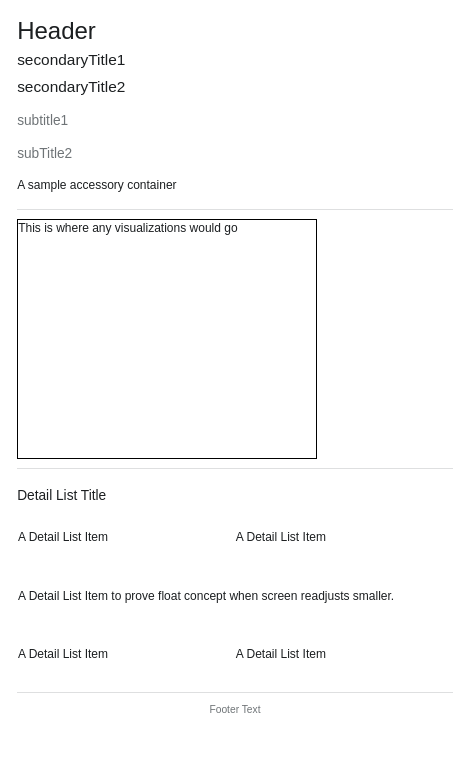 Header
secondaryTitle1
secondaryTitle2
subtitle1
subTitle2
A sample accessory container
This is where any visualizations would go
Detail List Title
A Detail List Item
A Detail List Item
A Detail List Item to prove float concept when screen readjusts smaller.
A Detail List Item
A Detail List Item
Footer Text